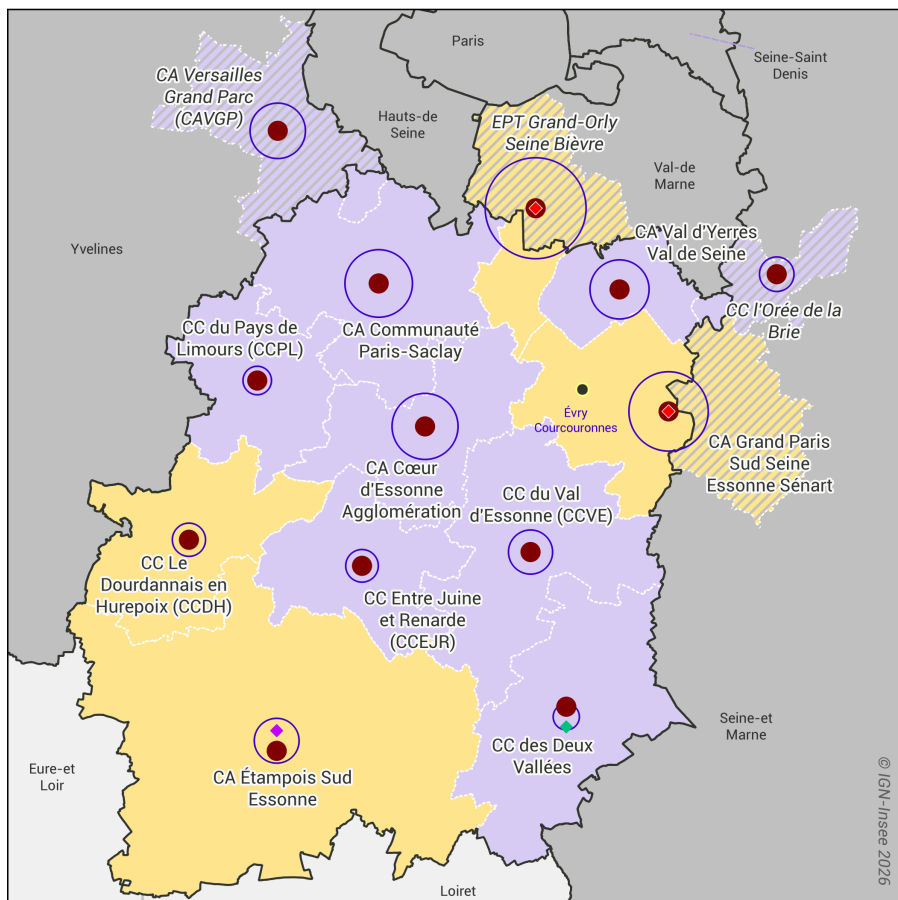 Paris
Seine-Saint
Denis
CA Versailles
Grand Parc
(CAVGP)
Hauts-de
Seine
EPT Grand-Orly
Seine Bièvre
Val-de
Marne
Yvelines
CA Val d'Yerres
Val de Seine
CC l'Orée de la
Brie
CC du Pays de
Limours (CCPL)
CA Communauté
Paris-Saclay
Évry
Courcouronnes
CA Grand Paris
Sud Seine
Essonne Sénart
CA Cœur
d'Essonne
Agglomération
CC du Val
d'Essonne (CCVE)
CC Le
Dourdannais en
Hurepoix (CCDH)
CC Entre Juine
et Renarde
(CCEJR)
Seine-et
Marne
CC des Deux
Vallées
Eure-et
Loir
CA Étampois Sud
Essonne
Loiret
© IGN-Insee 2026